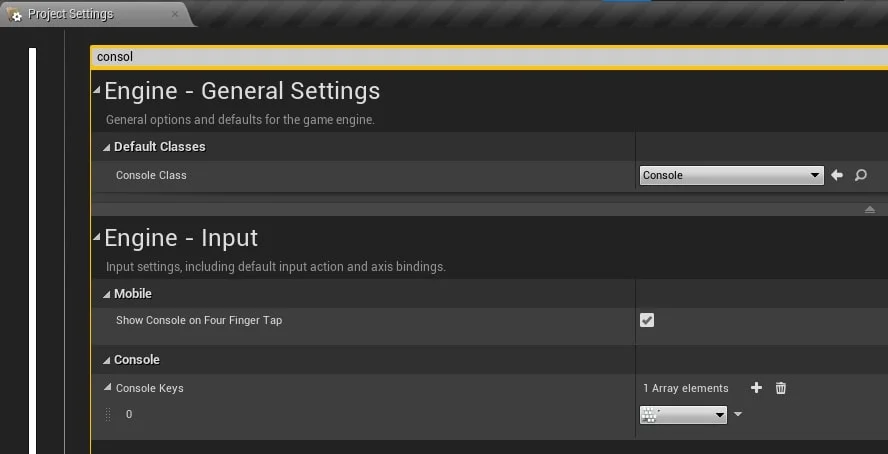 Project Settings
consol
Engine - General Settings
General options and defaults for the game engine.
Default Classes
Console Class
Console
Engine - Input
Input settings, including default input action and axis bindings.
Mobile
Show Console on Four Finger Tap
Console
Console Keys
1 Array elements
0